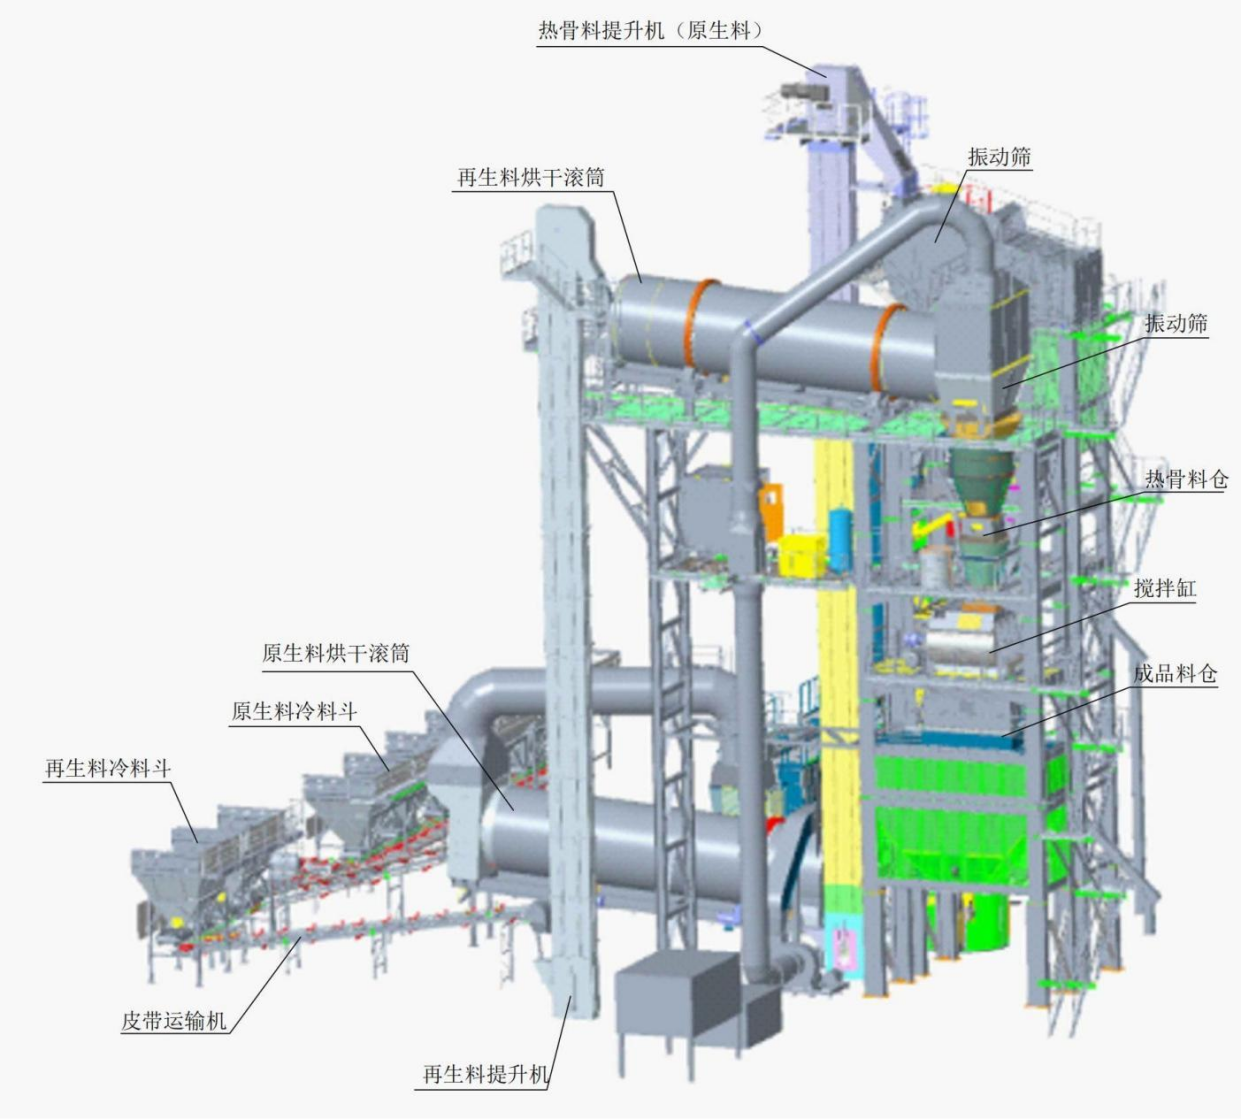 热骨料提升机（原生料）
振动筛
再生料烘干滚筒
振动筛
热骨料仓
搅拌缸
原生料烘干滚筒
成品料仓
原生料冷料斗
再生料冷料斗
皮带运输机
再生料提升机